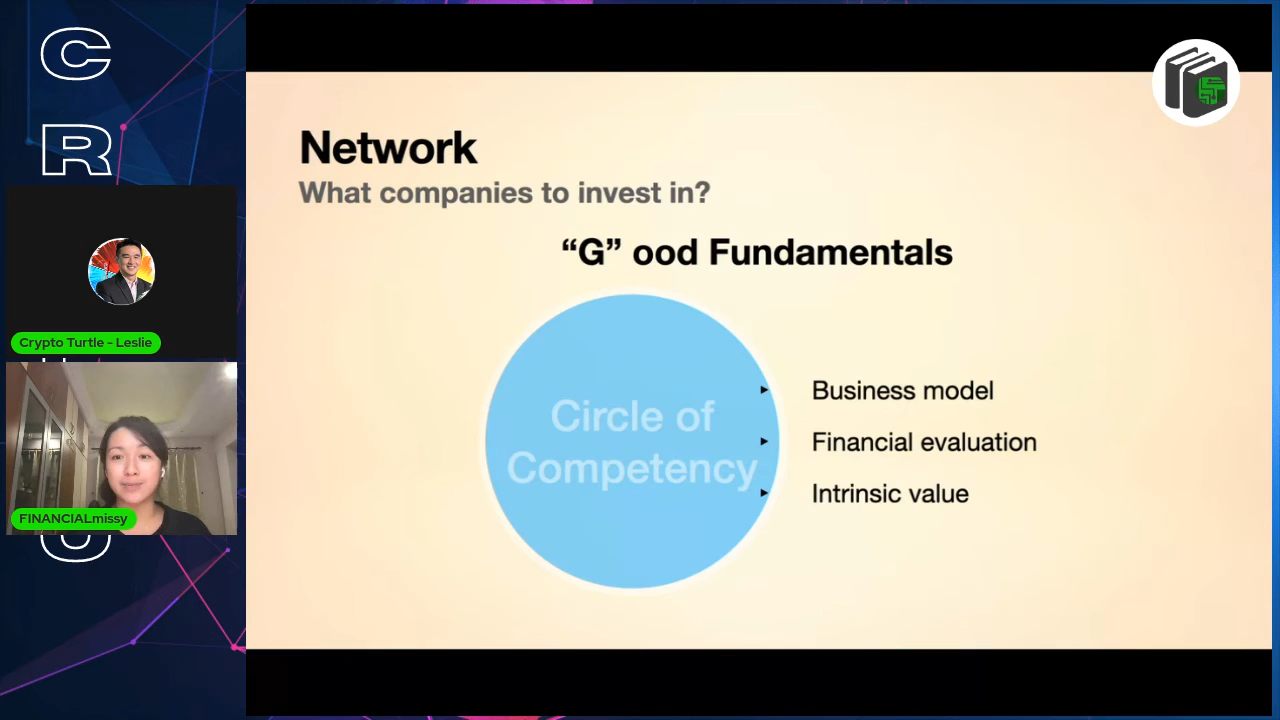 C
R
Crypto Turtle - Leslie
FINANCIALmissy
Network
What companies to invest in?
“G” ood Fundamentals
Circle of
Competency
▸ Business model
▸ Financial evaluation
▸ Intrinsic value